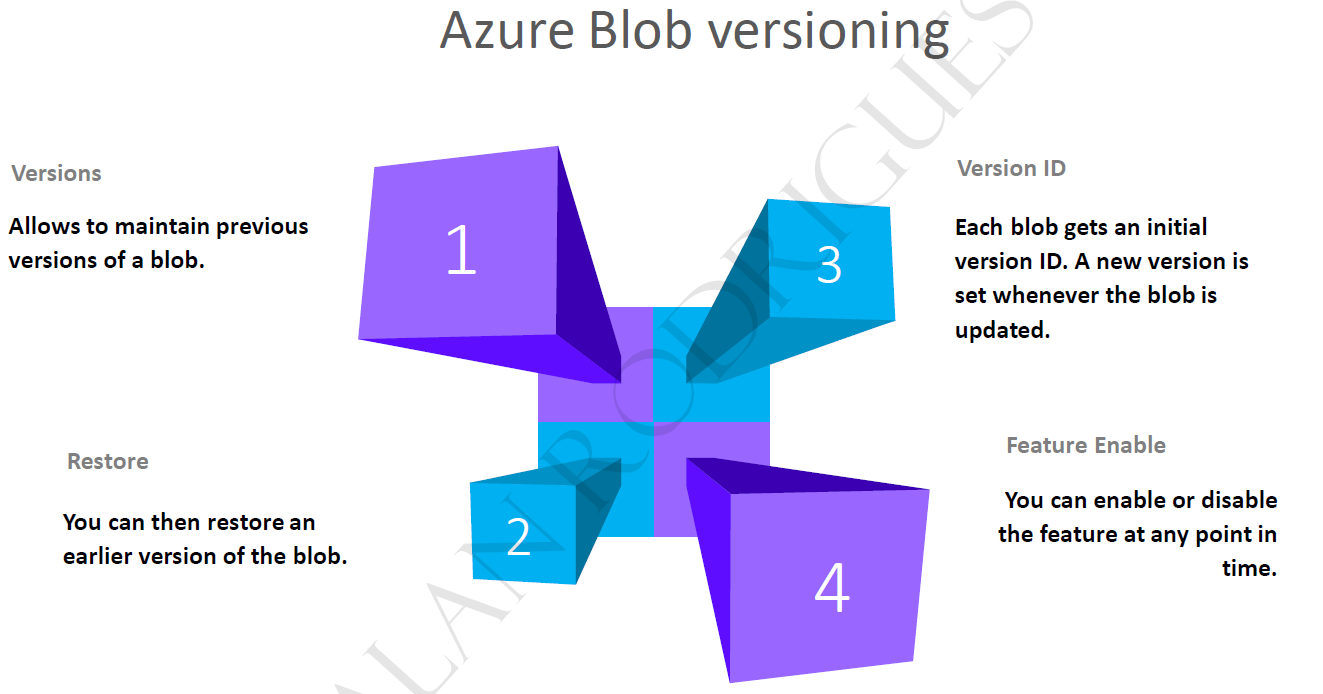 Azure Blob versioning
Versions
Allows to maintain previous
versions of a blob.
1
3
Version ID
Each blob gets an initial
version ID. A new version is
set whenever the blob is
updated.
Restore
You can then restore an
earlier version of the blob.
2
4
Feature Enable
You can enable or disable
the feature at any point in
time.
ALAN RODRIGUES